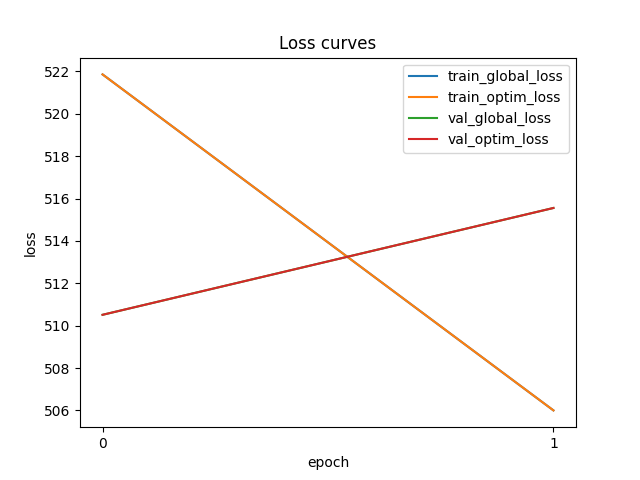 Loss curves
train_global_loss
train_optim_loss
val_global_loss
val_optim_loss
522
520
518
516
514
512
510
508
506
loss
0 1
epoch